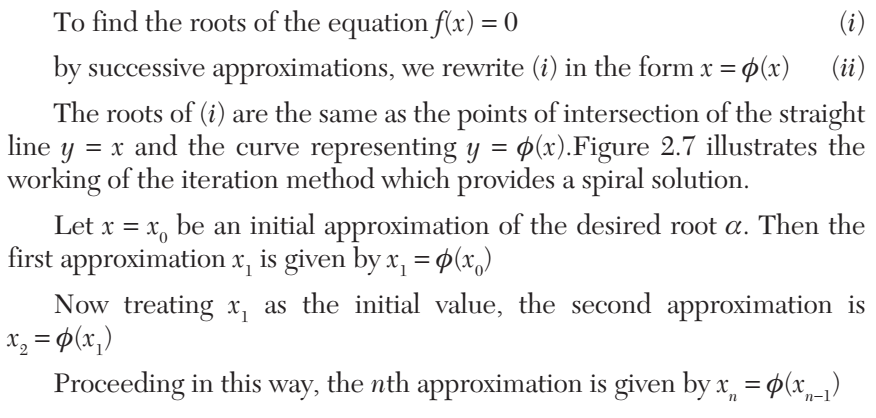 To find the roots of the equation f(x) = 0 (i)
by successive approximations, we rewrite (i) in the form x = ϕ(x) (ii)
The roots of (i) are the same as the points of intersection of the straight
line y = x and the curve representing y = ϕ(x).Figure 2.7 illustrates the
working of the iteration method which provides a spiral solution.
Let x = x₀ be an initial approximation of the desired root α. Then the
first approximation x₁ is given by x₁ = ϕ(x₀)
Now treating x₁ as the initial value, the second approximation is
x₂ = ϕ(x₁)
Proceeding in this way, the nth approximation is given by xₙ = ϕ(xₙ₋₁)